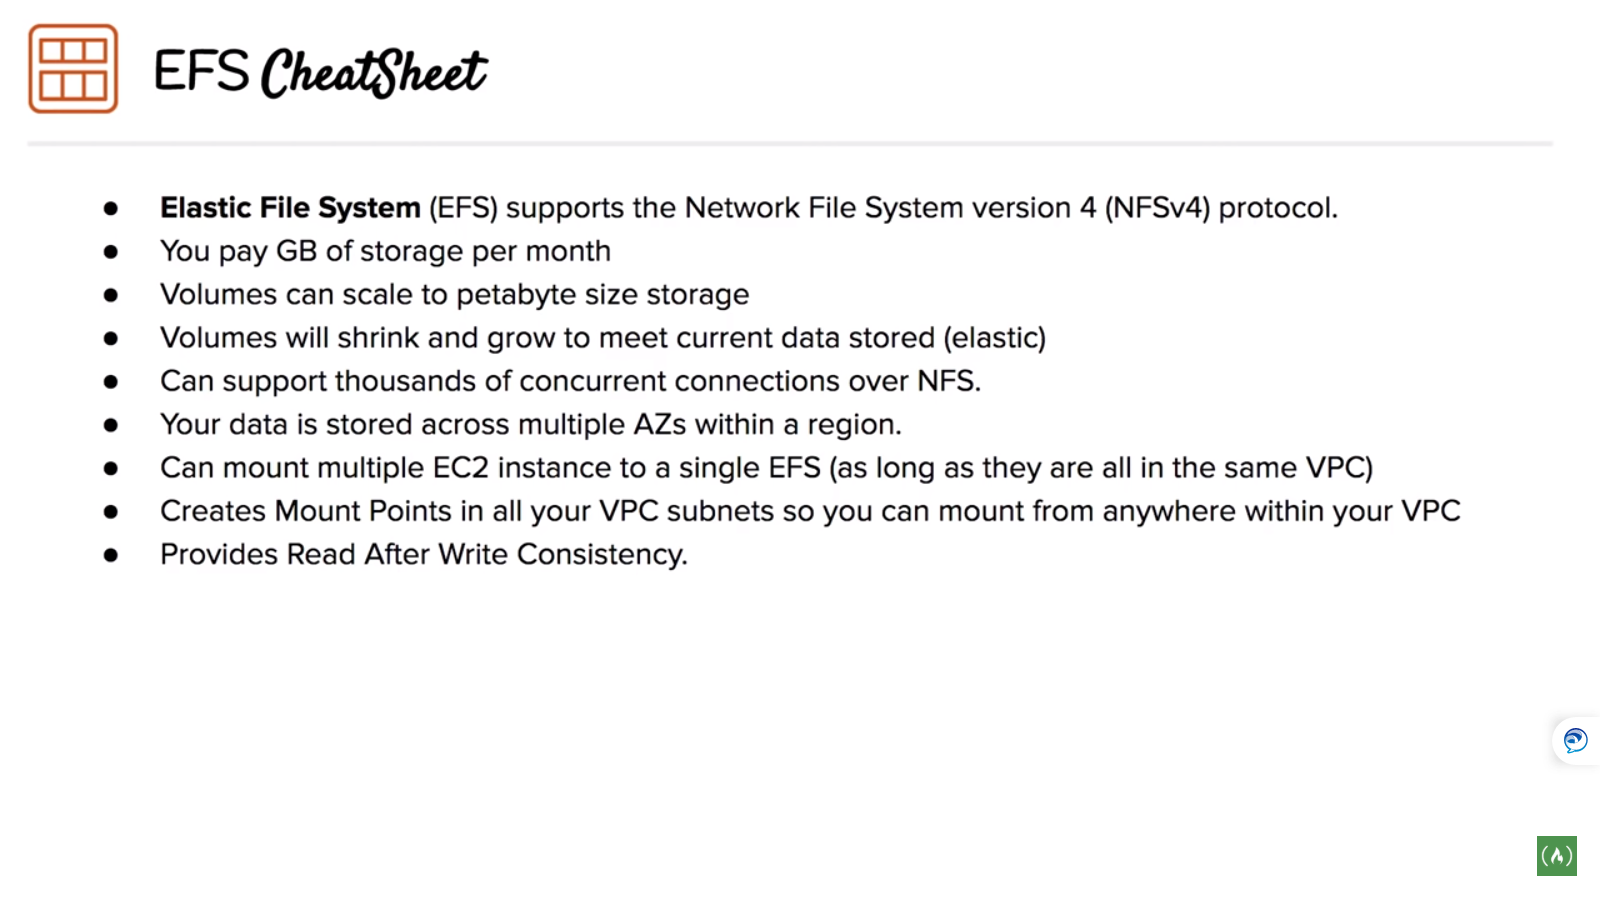 EFS CheatSheet
● Elastic File System (EFS) supports the Network File System version 4 (NFSv4) protocol.
● You pay GB of storage per month
● Volumes can scale to petabyte size storage
● Volumes will shrink and grow to meet current data stored (elastic)
● Can support thousands of concurrent connections over NFS.
● Your data is stored across multiple AZs within a region.
● Can mount multiple EC2 instance to a single EFS (as long as they are all in the same VPC)
● Creates Mount Points in all your VPC subnets so you can mount from anywhere within your VPC
● Provides Read After Write Consistency.